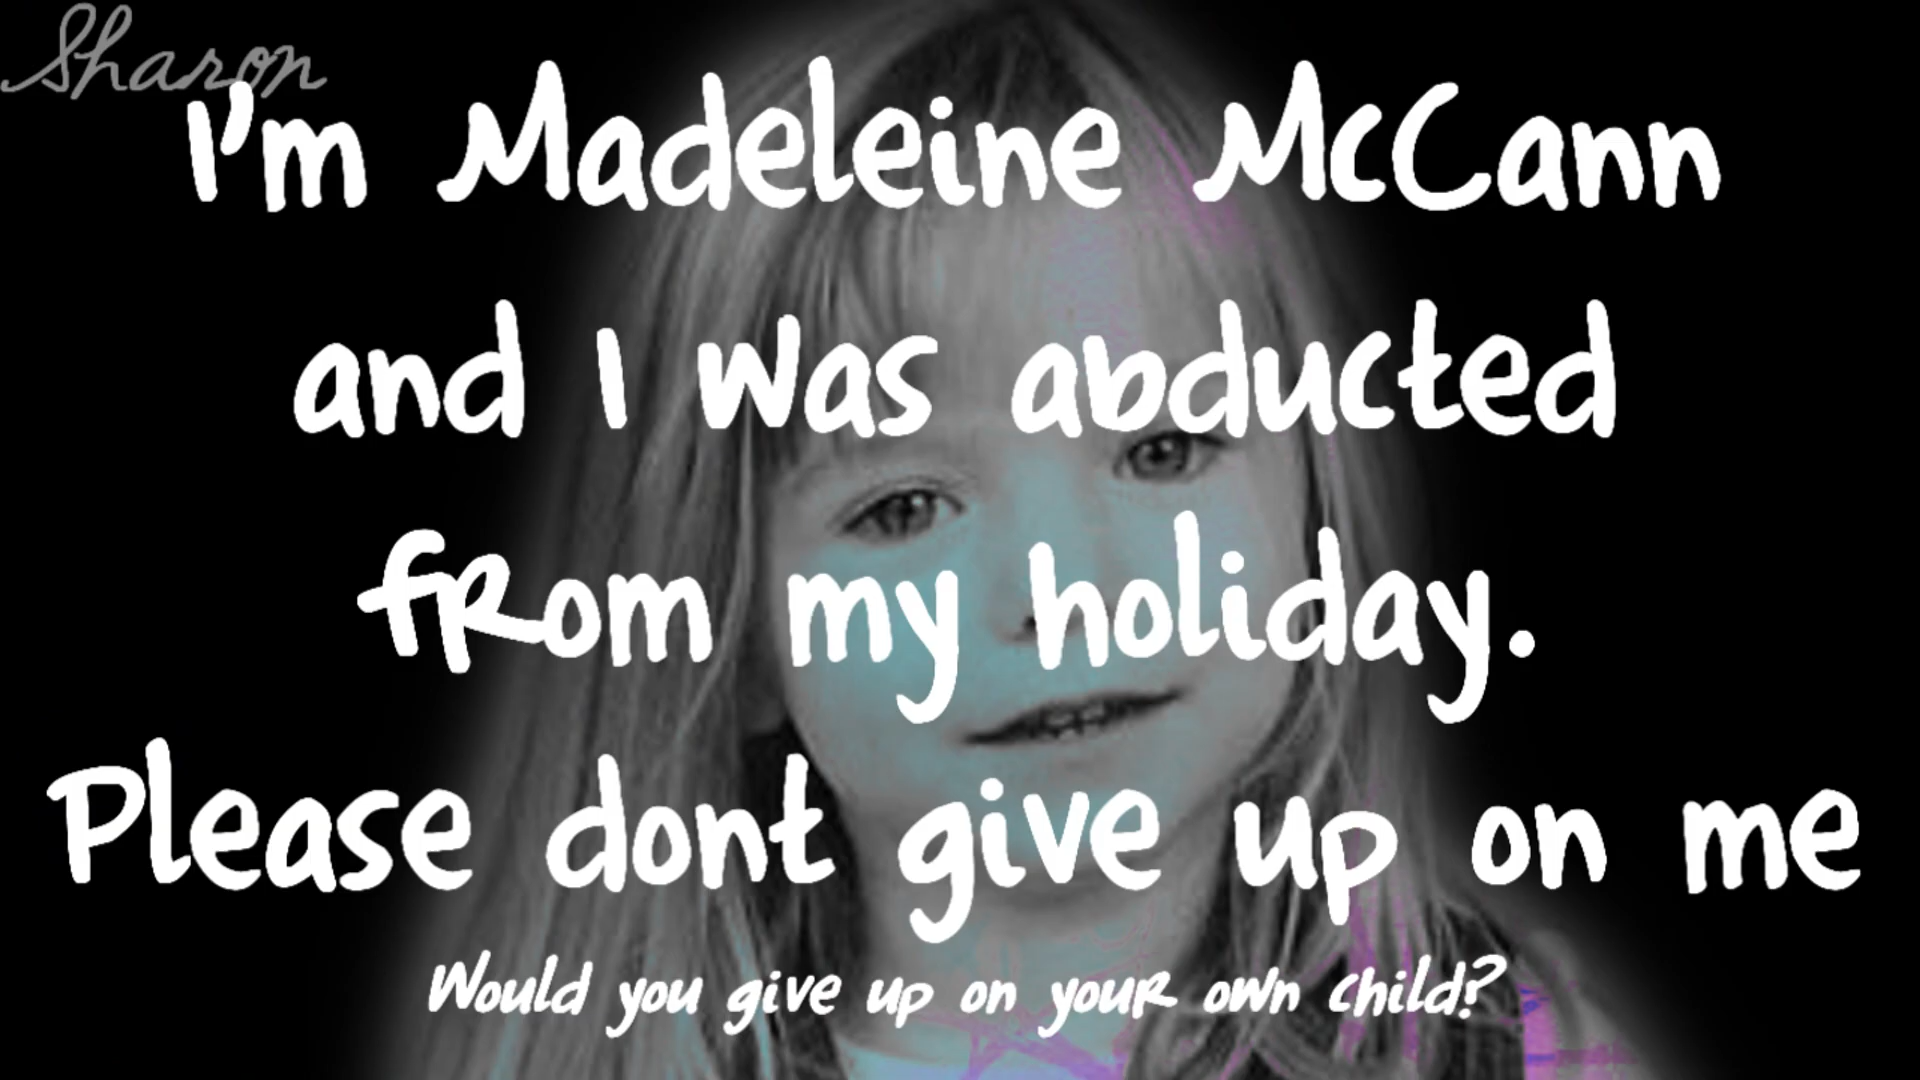 Sharon
I'm Madeleine McCann
and I was abducted
from my holiday.
Please dont give up on me
Would you give up on your own child?